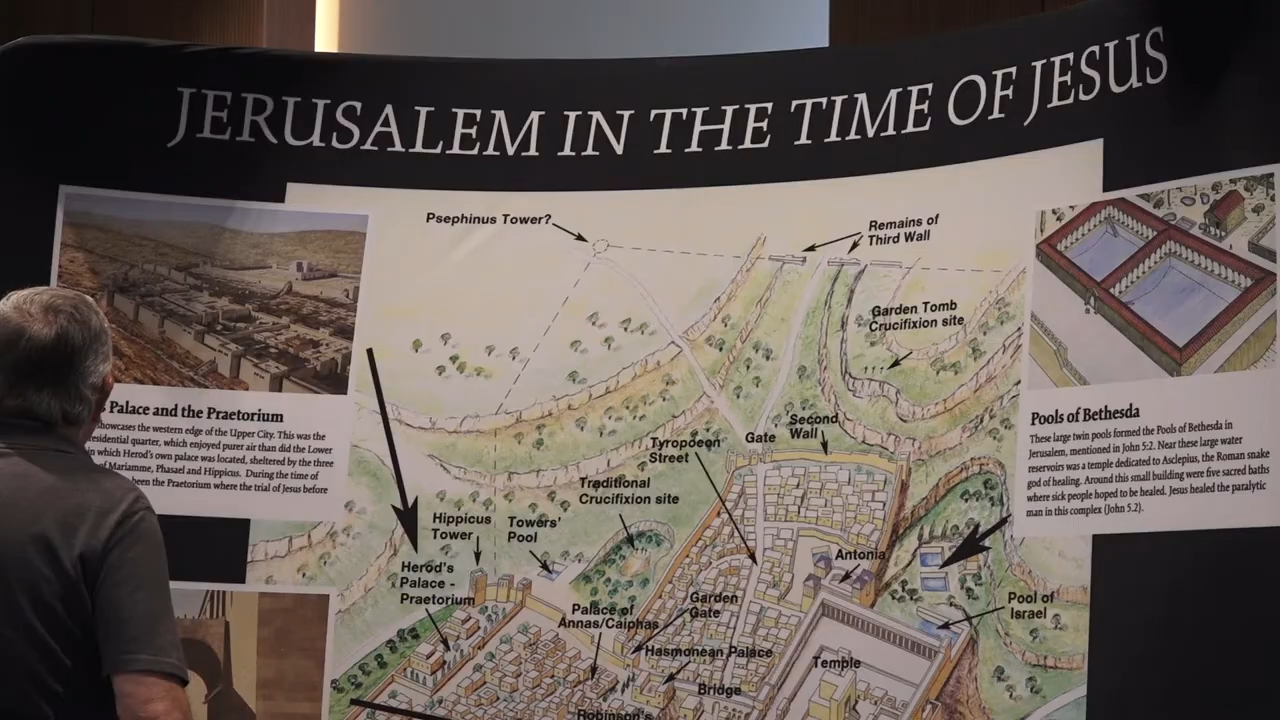 JERUSALEM IN THE TIME OF JESUS
Psephinus Tower?
Remains of
Third Wall
Garden Tomb
Crucifixion site
Second
Wall
Gate
Tyropoeon
Street
Traditional
Crucifixion site
Hippicus
Tower
Towers'
Pool
Herod's
Palace -
Praetorium
Antonia
Pool of
Israel
Palace of
Annas/Caiphas
Garden
Gate
Hasmonean Palace
Temple
Bridge
Robinson's
Palace and the Praetorium
howcases the western edge of the Upper City. This was the
esidential quarter, which enjoyed purer air than did the Lower
in which Herod's own palace was located, sheltered by the three
of Mariamme, Phasael and Hippicus. During the time of
been the Praetorium where the trial of Jesus before
Pools of Bethesda
These large twin pools formed the Pools of Bethesda in
Jerusalem, mentioned in John 5:2. Near these large water
reservoirs was a temple dedicated to Asclepius, the Roman snake
god of healing. Around this small building were five sacred baths
where sick people hoped to be healed. Jesus healed the paralytic
man in this complex (John 5.2).